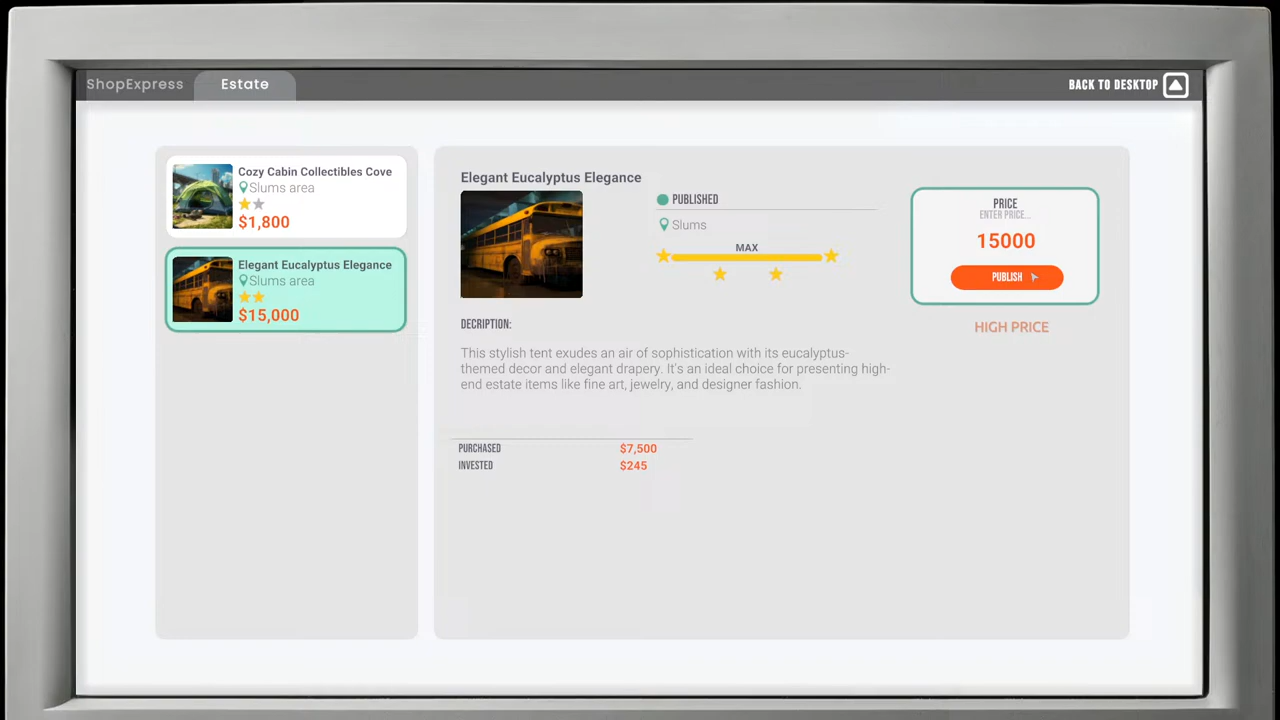 ShopExpress
Estate
BACK TO DESKTOP
Cozy Cabin Collectibles Cove
Slums area
$1,800
Elegant Eucalyptus Elegance
Slums area
$15,000
Elegant Eucalyptus Elegance
PUBLISHED
Slums
MAX
PRICE
ENTER PRICE...
15000
PUBLISH
HIGH PRICE
DECRIPTION:
This stylish tent exudes an air of sophistication with its eucalyptus-
themed decor and elegant drapery. It's an ideal choice for presenting high-
end estate items like fine art, jewelry, and designer fashion.
PURCHASED $7,500
INVESTED $245